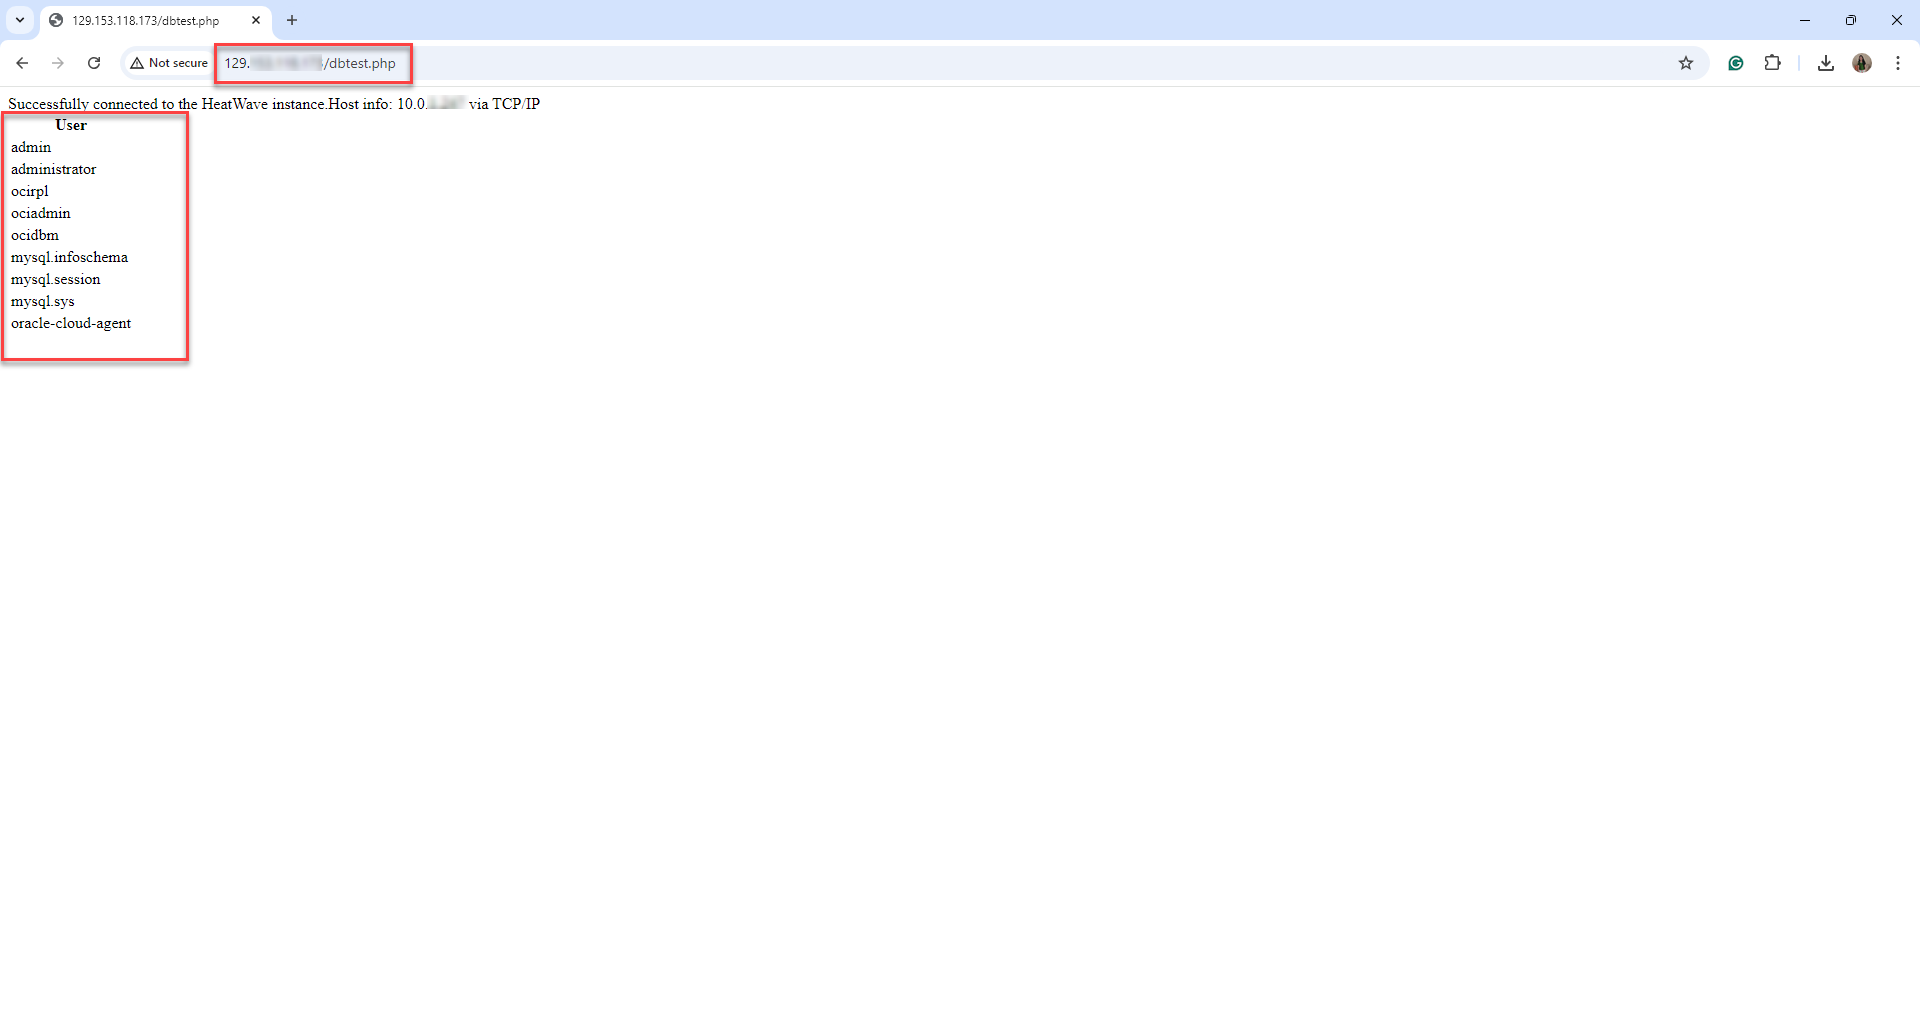 129.153.118.173/dbtest.php
Not secure
129. /dbtest.php
Successfully connected to the HeatWave instance.Host info: 10.0. via TCP/IP
User
admin
administrator
ocirpl
ociadmin
ocidbm
mysql.infoschema
mysql.session
mysql.sys
oracle-cloud-agent